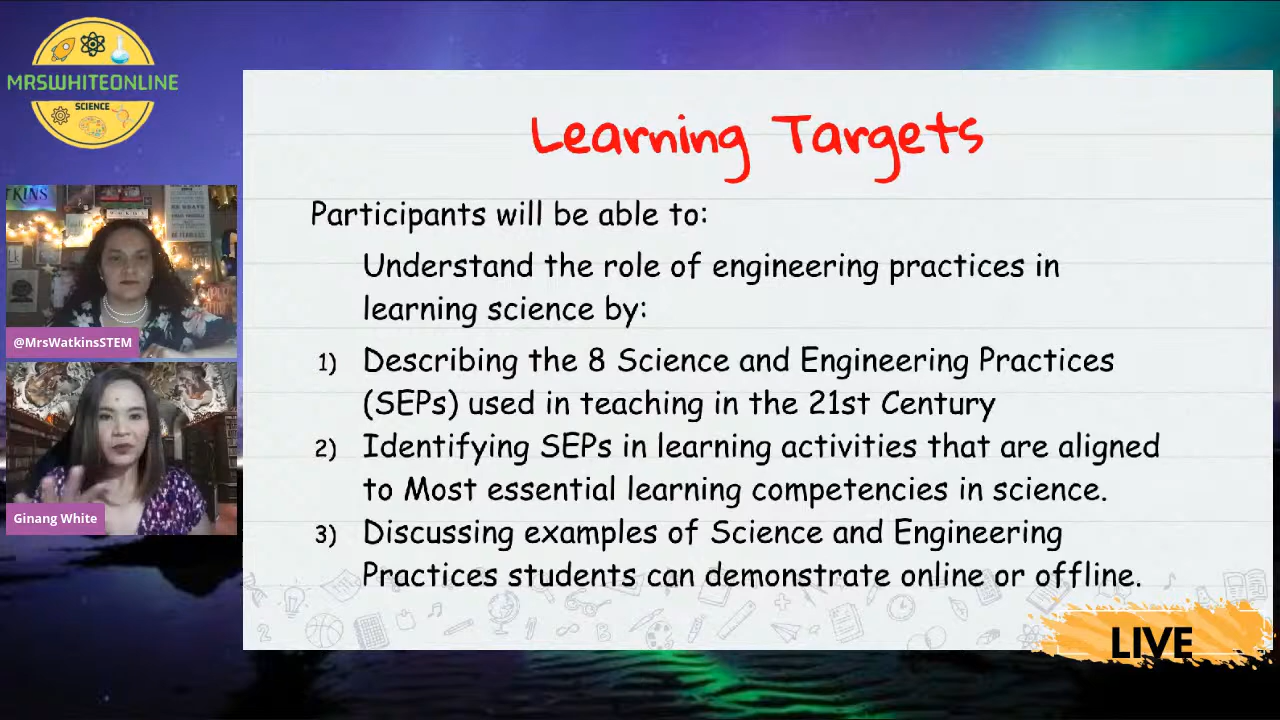 MRSWHITEONLINE
SCIENCE
KINS
@MrsWatkinsSTEM
Ginang White
Learning Targets
Participants will be able to:
Understand the role of engineering practices in
learning science by:
1) Describing the 8 Science and Engineering Practices
(SEPs) used in teaching in the 21st Century
2) Identifying SEPs in learning activities that are aligned
to Most essential learning competencies in science.
3) Discussing examples of Science and Engineering
Practices students can demonstrate online or offline.
LIVE